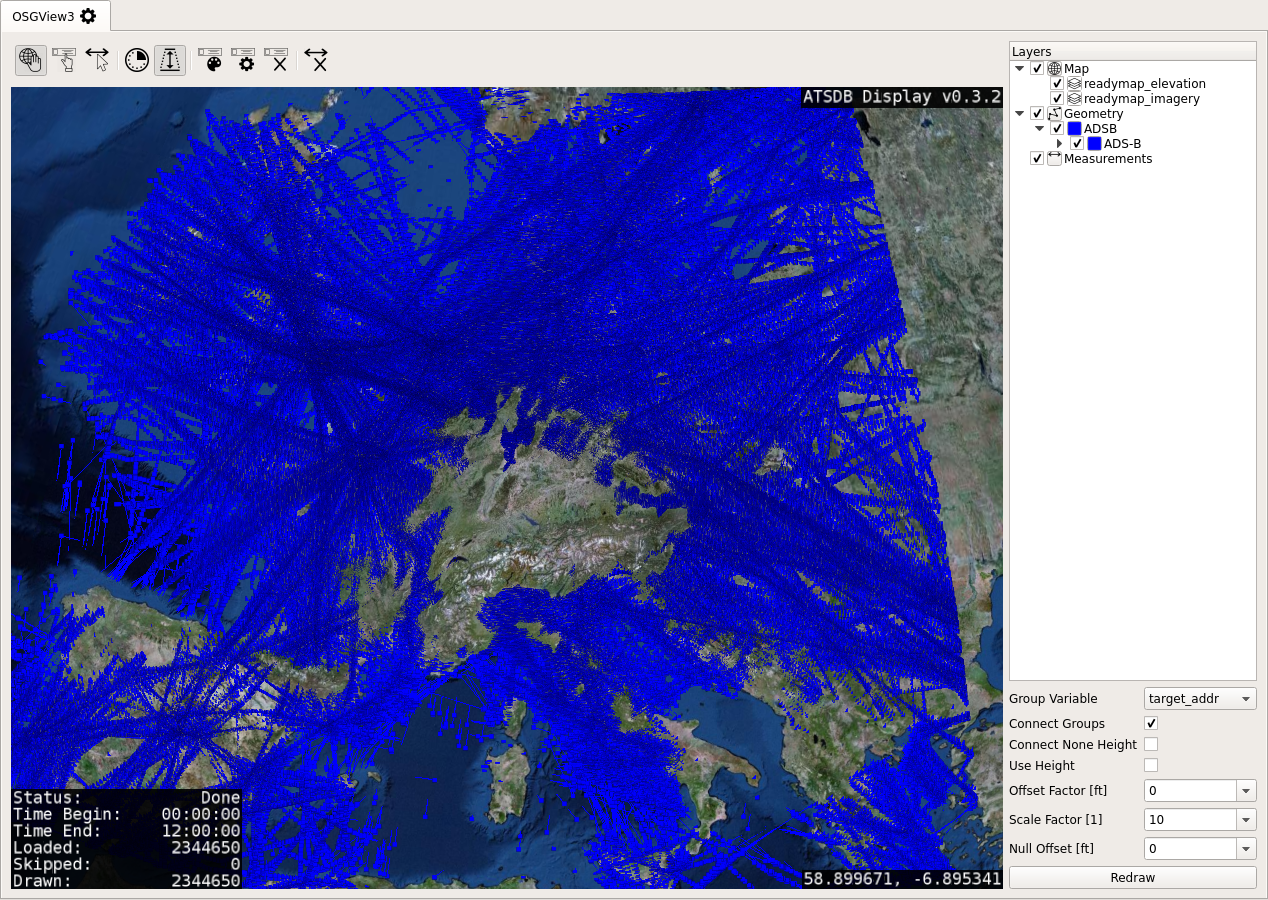 OSGView3
ATSDB Display v0.3.2
Status: Done
Time Begin: 00:00:00
Time End: 12:00:00
Loaded: 2344650
Skipped: 0
Drawn: 2344650
58.899671, -6.895341
Layers
Map
readymap_elevation
readymap_imagery
Geometry
ADSB
ADS-B
Measurements
Group Variable target_addr
Connect Groups
Connect None Height
Use Height
Offset Factor [ft] 0
Scale Factor [1] 10
Null Offset [ft] 0
Redraw